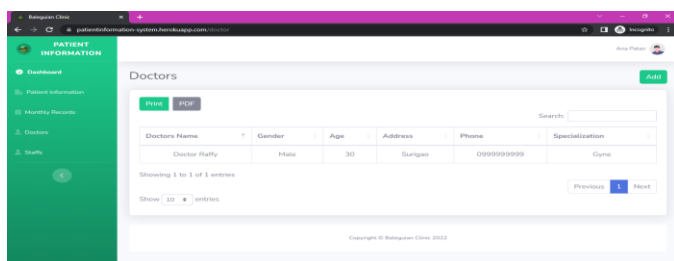 Balaguian Clinic
patientinformation-system.herokuapp.com/doctor
Incognito
PATIENT
INFORMATION
Ana Patan
Dashboard
Doctors
Add
Patient Information
Print PDF
Monthly Records
Search:
Doctors Name Gender Age Address Phone Specialization
Doctors
Doctor Raffy Male 30 Surigao 0999999999 Gyne
Staffs
Showing 1 to 1 of 1 entries
Previous 1 Next
Show 10 entries
Copyright © Balaguian Clinic 2022